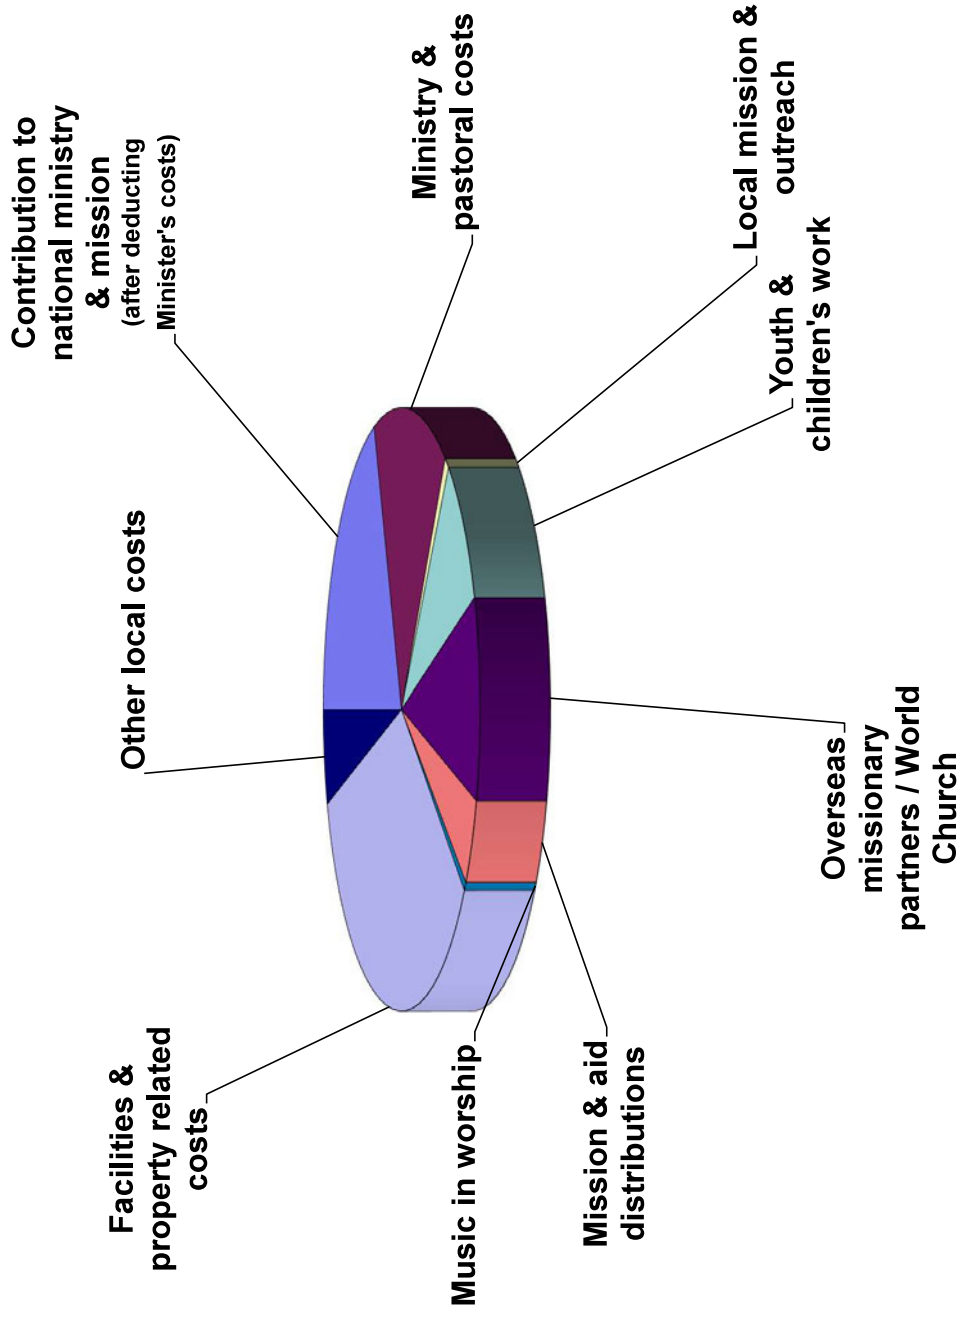 Contribution to
national ministry
& mission
(after deducting
Minister's costs)
Ministry &
pastoral costs
Local mission &
outreach
Youth &
children's work
Overseas
missionary
partners / World
Church
Mission & aid
distributions
Music in worship
Facilities &
property related
costs
Other local costs